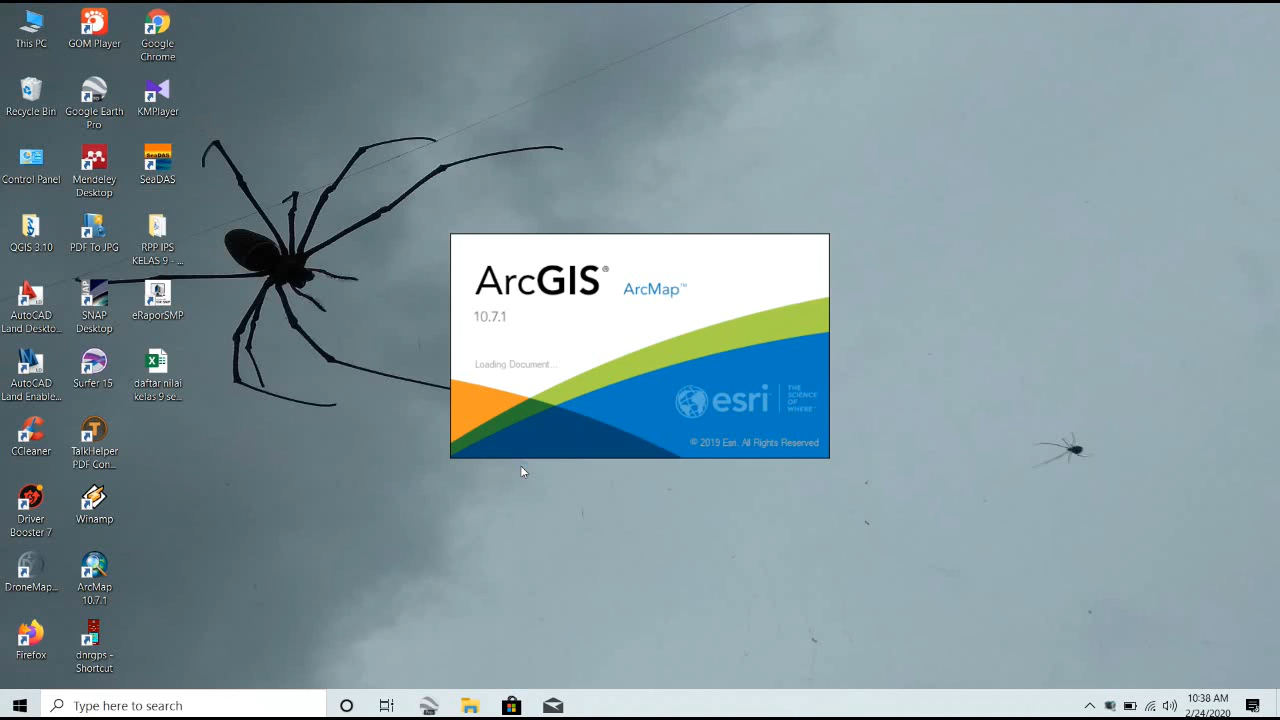 This PC
GOM Player
Google
Chrome
Recycle Bin
Google Earth
Pro
KMPlayer
Control Panel
Mendeley
Desktop
SeaDAS
SeaDAS
QGIS 3.10
PDF To JPG
RPP IPS
KELAS 9 - ...
AutoCAD
Land Deskto...
SNAP
Desktop
eRaporSMP
AutoCAD
Land Enable...
Surfer 15
daftar nilai
kelas 9 se...
CCleaner
TalkHelper
PDF Con...
Driver
Booster 7
Winamp
DroneMap...
ArcMap
10.7.1
Firefox
dnrgps -
Shortcut
ArcGIS® ArcMap™
10.7.1
Loading Document...
esri
THE
SCIENCE
OF
WHERE™
© 2019 Esri. All Rights Reserved
Type here to search
10:38 AM
2/24/2020